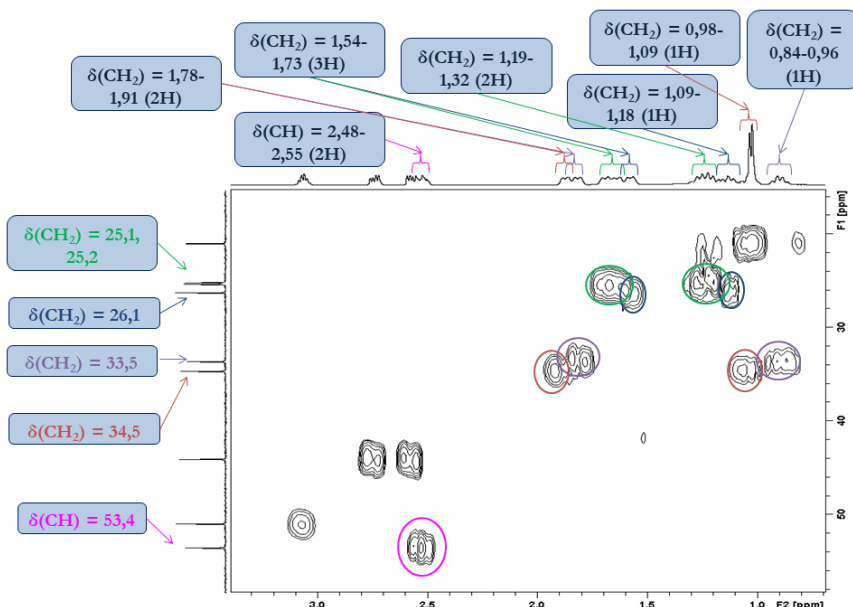 δ(CH₂) = 1,54-
1,73 (3H)
δ(CH₂) = 0,98-
1,09 (1H)
δ(CH₂) =
0,84-0,96
(1H)
δ(CH₂) = 1,78-
1,91 (2H)
δ(CH₂) = 1,19-
1,32 (2H)
δ(CH₂) = 1,09-
1,18 (1H)
δ(CH) = 2,48-
2,55 (2H)
δ(CH₂) = 25,1,
25,2
δ(CH₂) = 26,1
δ(CH₂) = 33,5
δ(CH₂) = 34,5
δ(CH) = 53,4
F1 [ppm]
30
40
50
3.0
2.5
2.0
1.5
1.0
F2 [ppm]